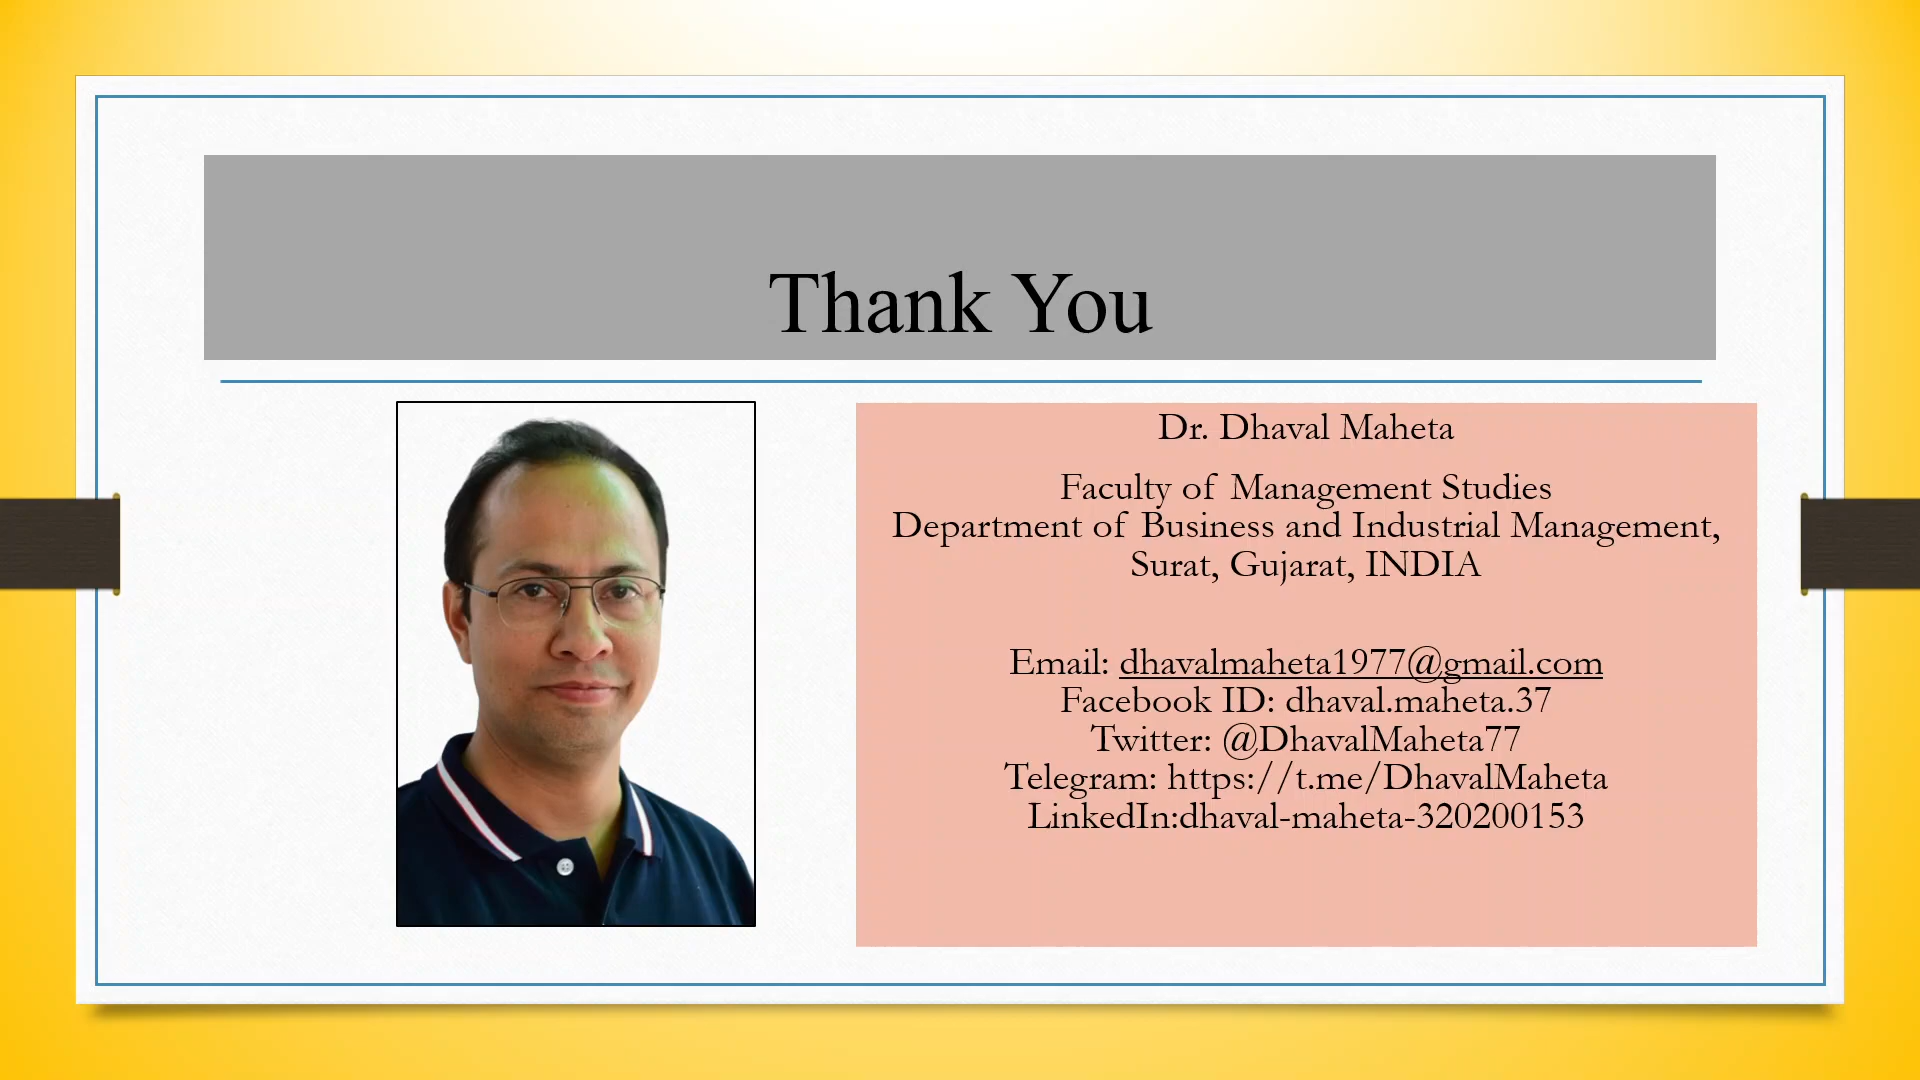 Thank You
Dr. Dhaval Maheta
Faculty of Management Studies
Department of Business and Industrial Management,
Surat, Gujarat, INDIA
Email: dhavalmaheta1977@gmail.com
Facebook ID: dhaval.maheta.37
Twitter: @DhavalMaheta77
Telegram: https://t.me/DhavalMaheta
LinkedIn:dhaval-maheta-320200153